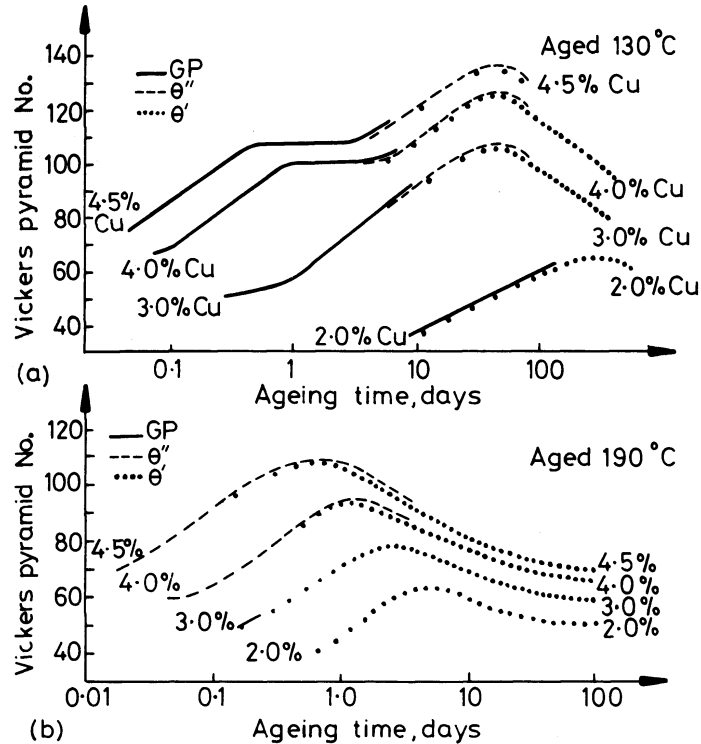 Aged 130°C
Vickers pyramid No.
140
120
100
80
60
40
GP
θ″
θ′
4·5% Cu
4·5%
Cu
4·0% Cu
4·0%Cu
3·0% Cu
3·0%Cu
2·0%Cu
2·0% Cu
0·1
1
10
100
(a)
Ageing time, days
Aged 190 °C
Vickers pyramid No.
120
100
80
60
40
GP
θ″
θ′
4·5%
4·0%
3·0%
2·0%
4·5%
4·0%
3·0%
2·0%
0·01
0·1
1·0
10
100
(b)
Ageing time, days